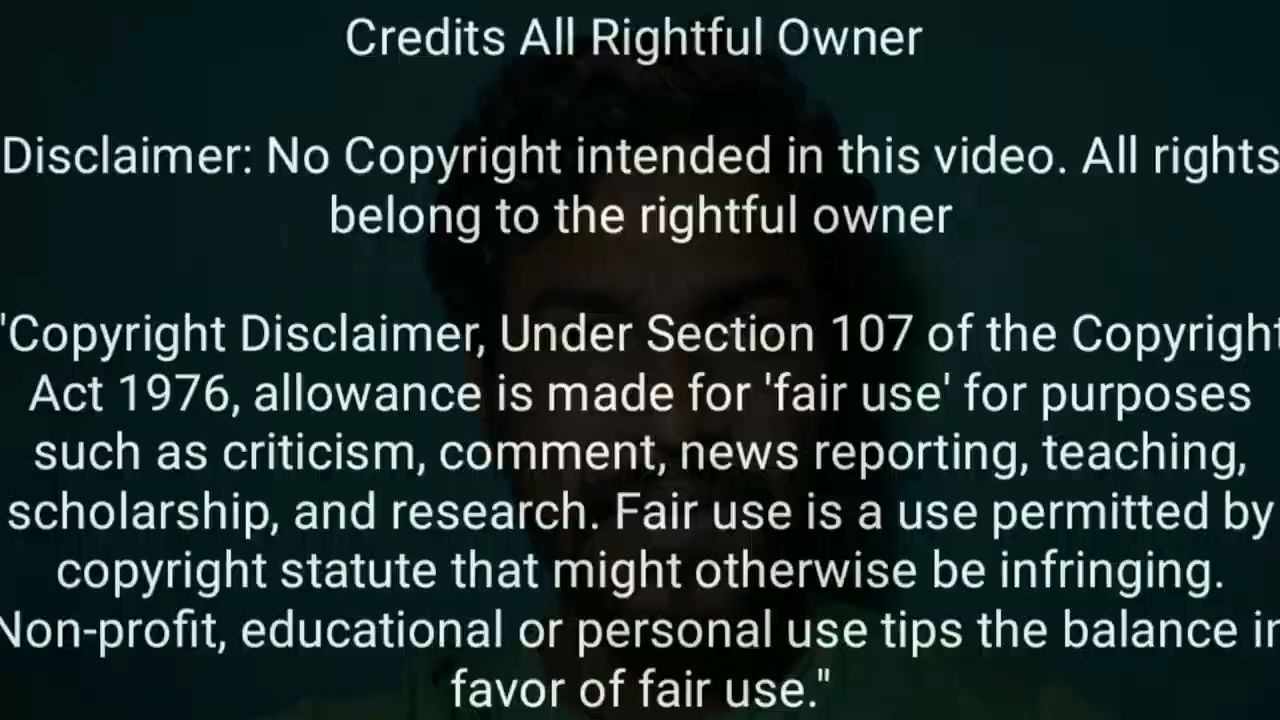 Credits All Rightful Owner
Disclaimer: No Copyright intended in this video. All rights
belong to the rightful owner
"Copyright Disclaimer, Under Section 107 of the Copyright
Act 1976, allowance is made for 'fair use' for purposes
such as criticism, comment, news reporting, teaching,
scholarship, and research. Fair use is a use permitted by
copyright statute that might otherwise be infringing.
Non-profit, educational or personal use tips the balance in
favor of fair use."